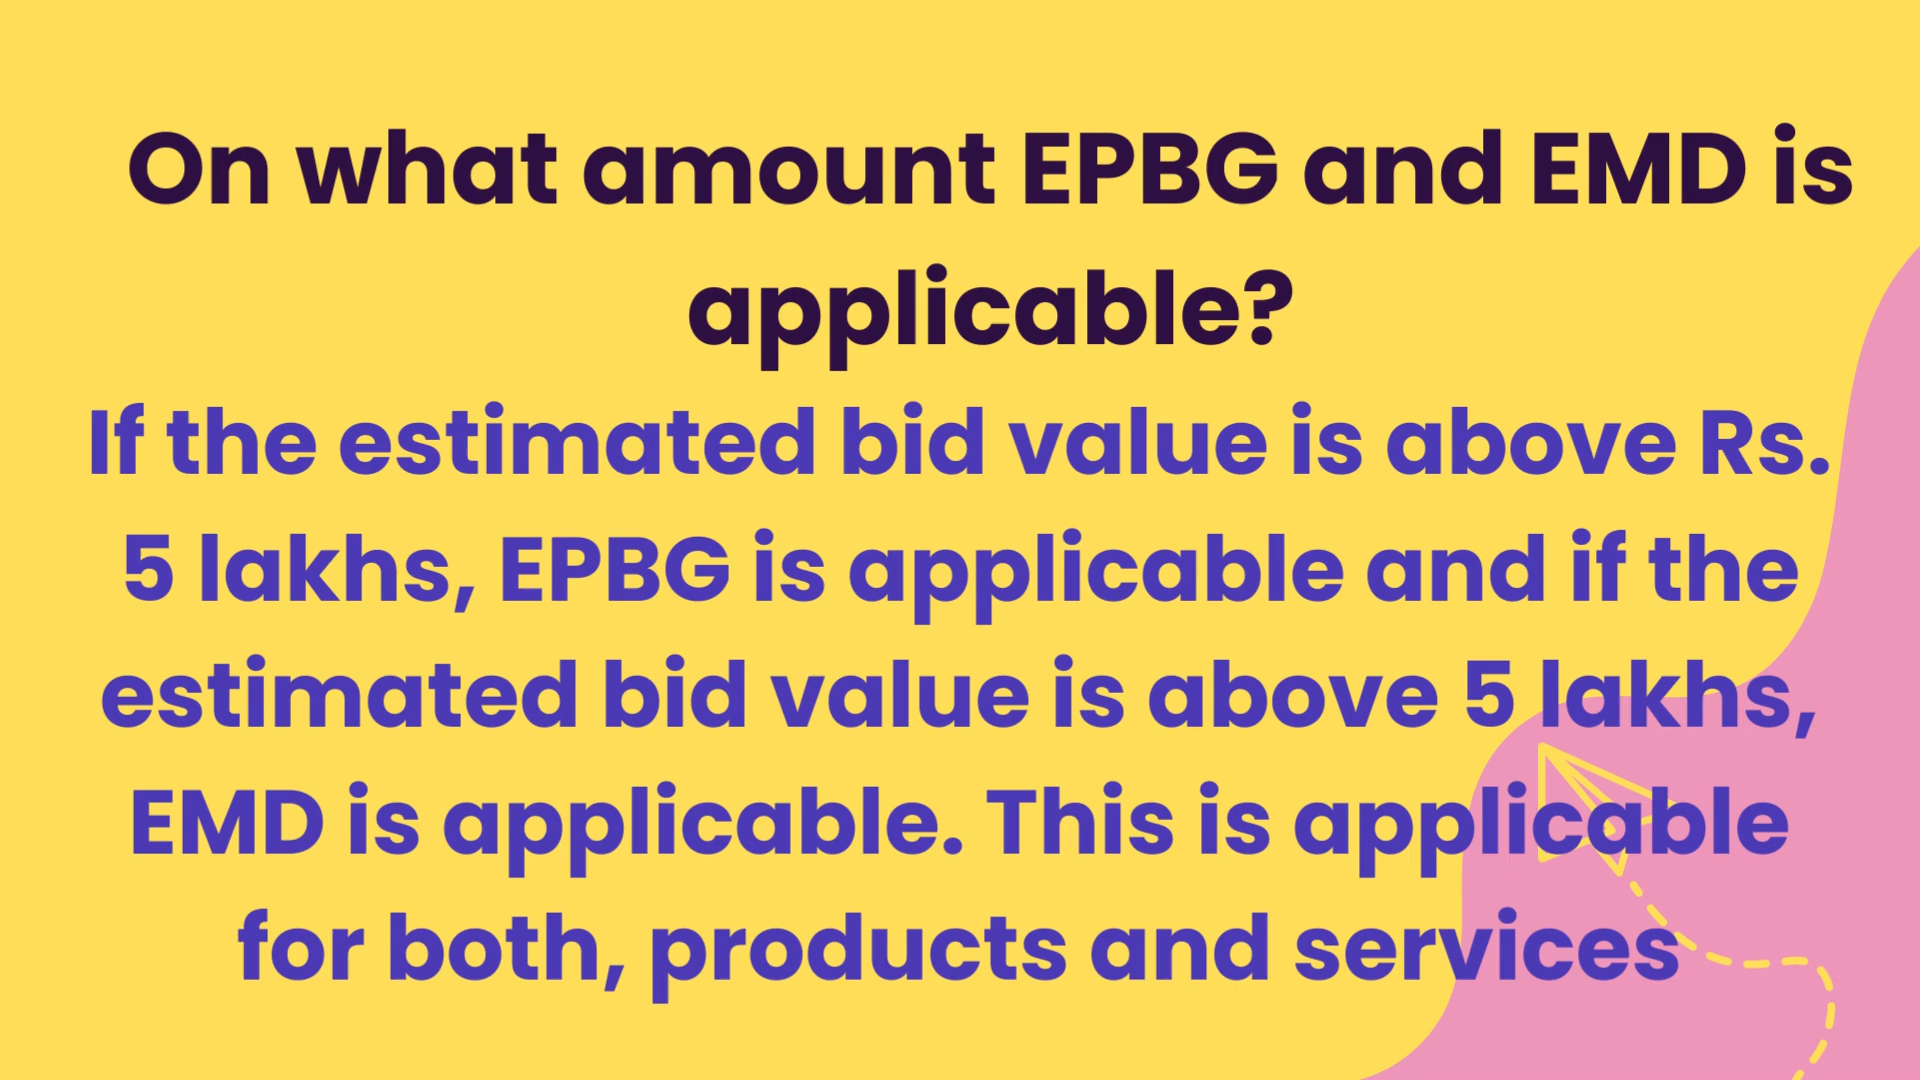 On what amount EPBG and EMD is
applicable?
If the estimated bid value is above Rs.
5 lakhs, EPBG is applicable and if the
estimated bid value is above 5 lakhs,
EMD is applicable. This is applicable
for both, products and services